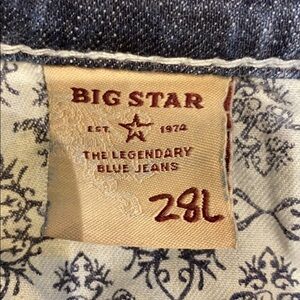 BIG STAR
EST. 1974
THE LEGENDARY
BLUE JEANS
28L